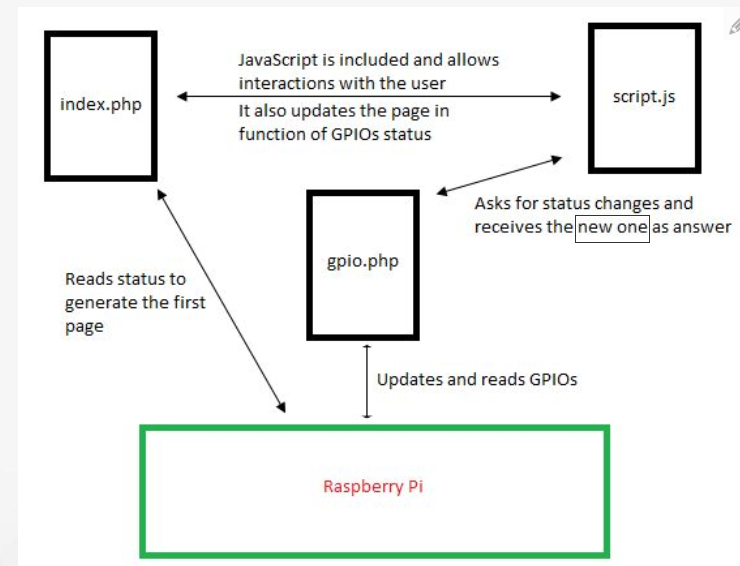 JavaScript is included and allows
interactions with the user
index.php
script.js
It also updates the page in
function of GPIOs status
Asks for status changes and
receives the new one as answer
gpio.php
Reads status to
generate the first
page
Updates and reads GPIOs
Raspberry Pi